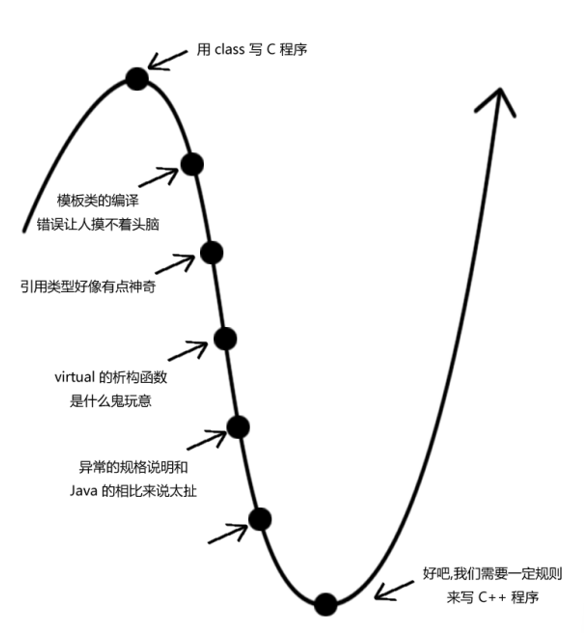 用 class 写 C 程序
模板类的编译
错误让人摸不着头脑
引用类型好像有点神奇
virtual 的析构函数
是什么鬼玩意
异常的规格说明和
Java 的相比来说太扯
好吧,我们需要一定规则
来写 C++ 程序